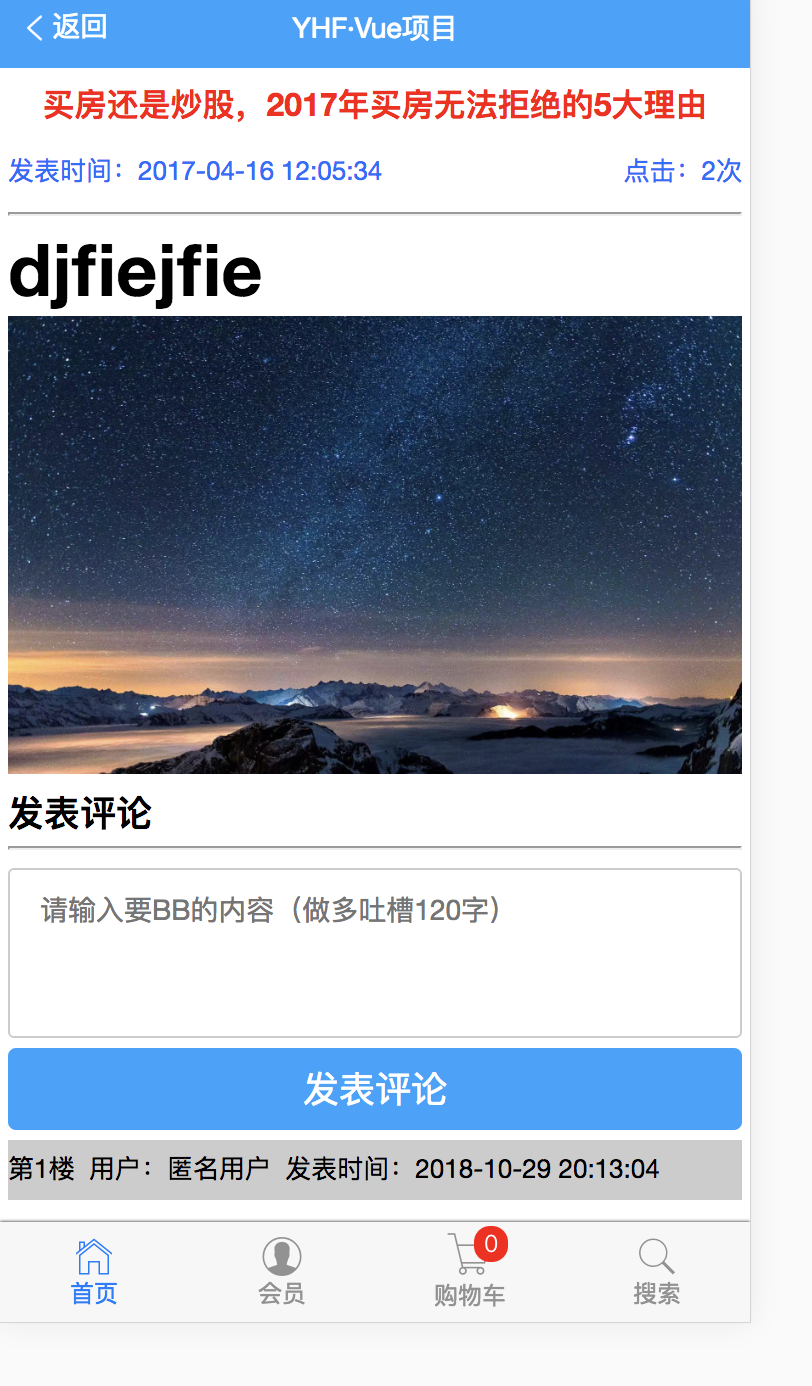 返回
YHF·Vue项目
买房还是炒股，2017年买房无法拒绝的5大理由
发表时间：2017-04-16 12:05:34 点击：2次
djfiejfie
发表评论
请输入要BB的内容（做多吐槽120字）
发表评论
第1楼 用户：匿名用户 发表时间：2018-10-29 20:13:04
0
首页 会员 购物车 搜索